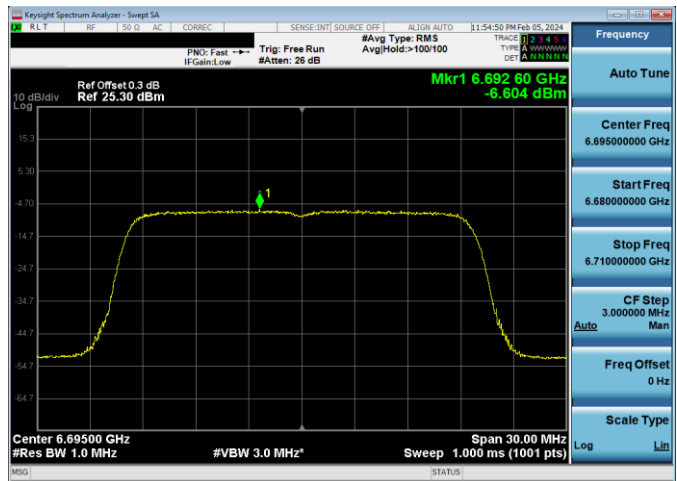 Keysight Spectrum Analyzer - Swept SA
R L T RF 50 Ω AC CORREC SENSE:INT SOURCE OFF ALIGN AUTO 11:54:50 PM Feb 05, 2024
Frequency
PNO: Fast
IFGain:Low
Trig: Free Run
#Atten: 26 dB
#Avg Type: RMS
Avg|Hold:>100/100
TRACE 1 2 3 4 5 6
TYPE A WWWWW
DET A N N N N N
Auto Tune
Ref Offset 0.3 dB
10 dB/div Ref 25.30 dBm
Log
Mkr1 6.692 60 GHz
-6.604 dBm
15.3
5.30
-4.70
-14.7
-24.7
-34.7
-44.7
-54.7
-64.7
1
Center Freq
6.695000000 GHz
Start Freq
6.680000000 GHz
Stop Freq
6.710000000 GHz
CF Step
3.000000 MHz
Auto Man
Freq Offset
0 Hz
Scale Type
Log Lin
Center 6.69500 GHz Span 30.00 MHz
#Res BW 1.0 MHz #VBW 3.0 MHz* Sweep 1.000 ms (1001 pts)
MSG STATUS